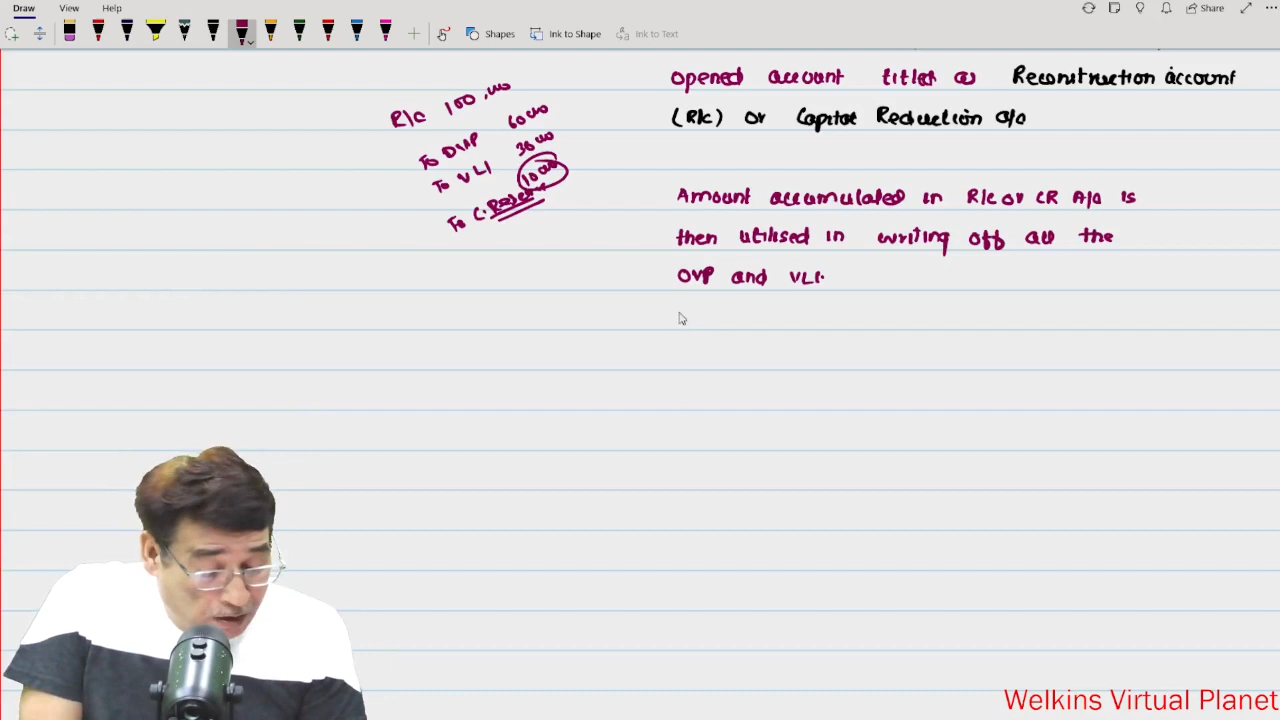 Draw View Help Share
Shapes Ink to Shape Ink to Text
opened account titled as Reconstruction account
(R/c) or Capital Reduction a/c
R/c 100,000
To OVP 60000
To VLI 30000
To C. Reserve 10000
Amount accumulated in R/c or CR A/c is
then utilised in writing off all the
OVP and VLI.
Welkins Virtual Planet